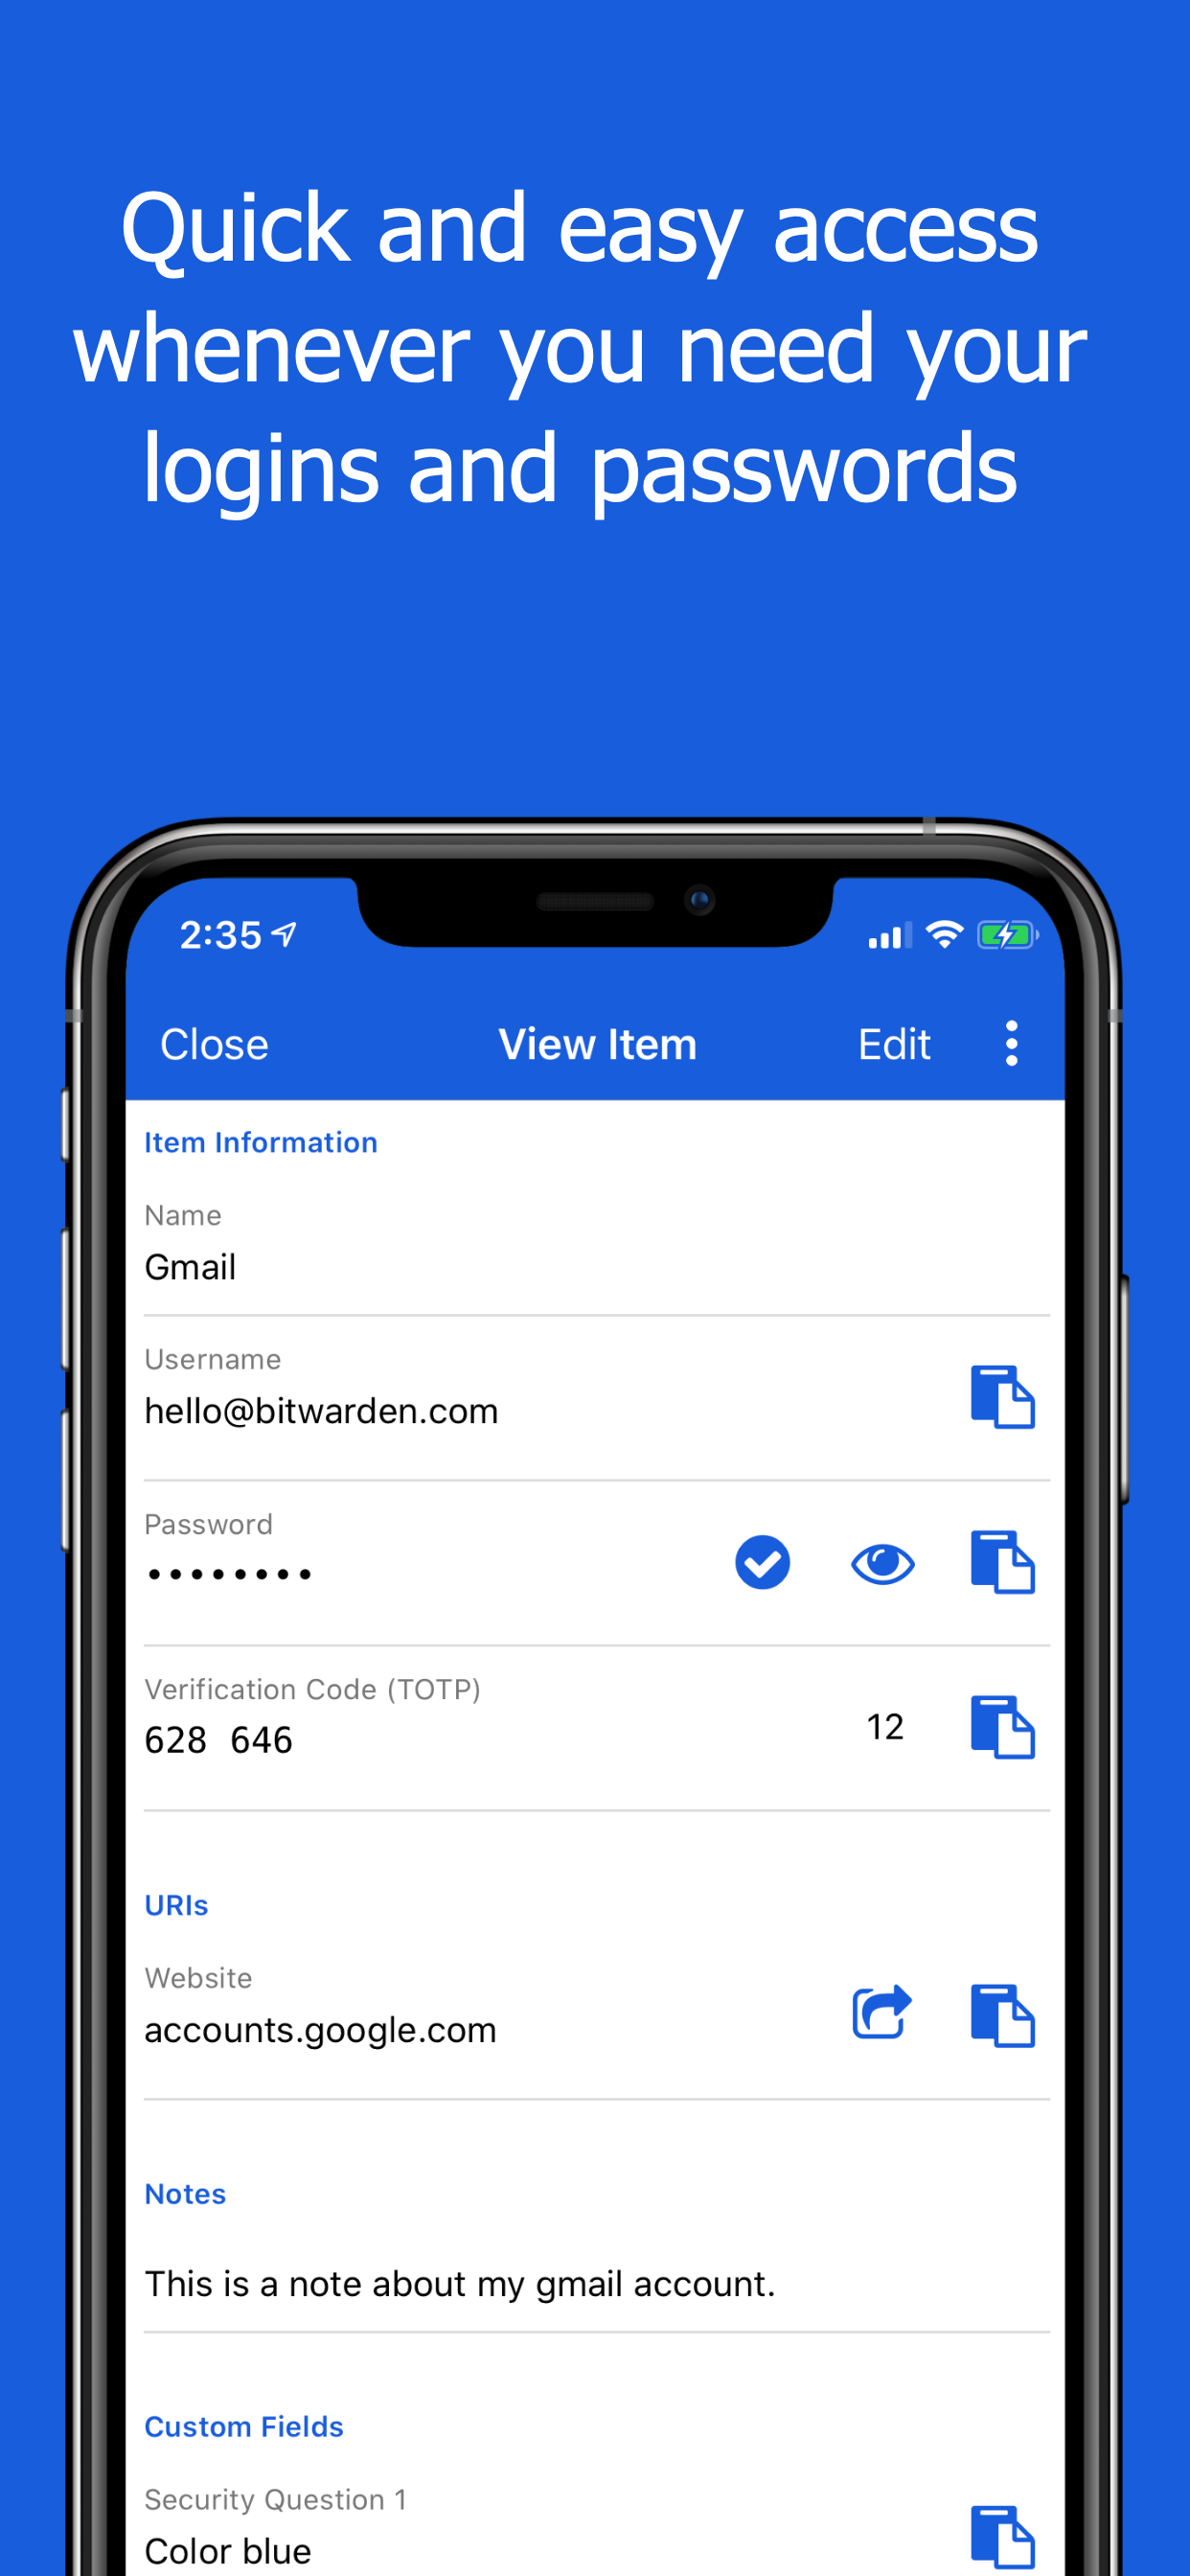 Quick and easy access
whenever you need your
logins and passwords
2:35
Close View Item Edit
Item Information
Name
Gmail
Username
hello@bitwarden.com
Password
••••••••
Verification Code (TOTP)
628 646 12
URIs
Website
accounts.google.com
Notes
This is a note about my gmail account.
Custom Fields
Security Question 1
Color blue